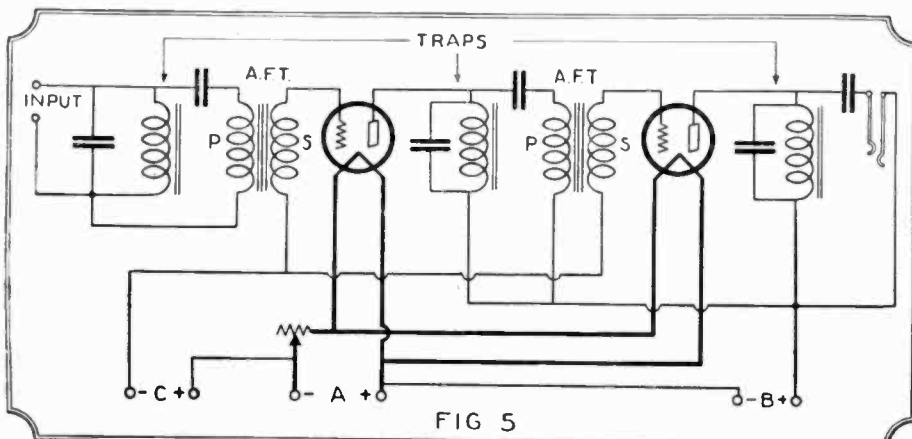 TRAPS
A.F.T.
A.F.T
INPUT
P
S
P
S
- C +
- A +
- B +
FIG 5